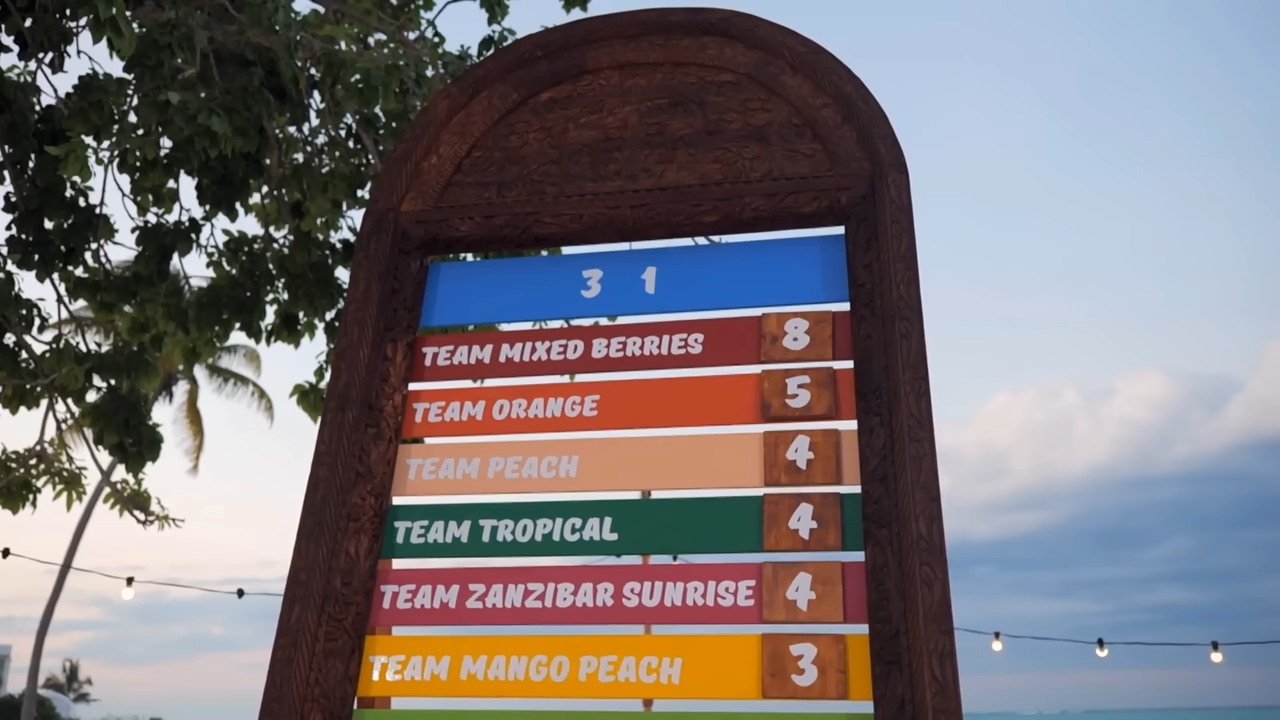 3 1
TEAM MIXED BERRIES 8
TEAM ORANGE 5
TEAM PEACH 4
TEAM TROPICAL 4
TEAM ZANZIBAR SUNRISE 4
TEAM MANGO PEACH 3